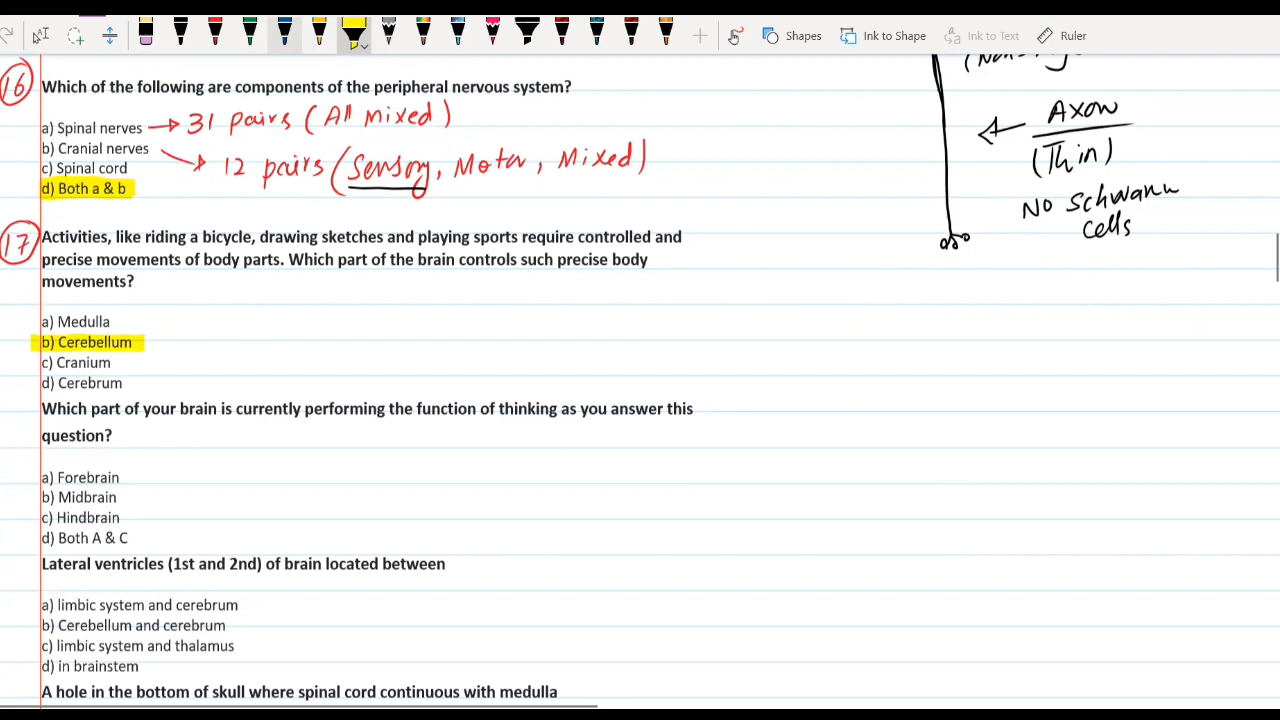 Shapes Ink to Shape Ink to Text Ruler
16 Which of the following are components of the peripheral nervous system?
a) Spinal nerves → 31 pairs (All Mixed)
b) Cranial nerves → 12 pairs (Sensory, Motor, Mixed)
c) Spinal cord
d) Both a & b
Axon
(Thin)
No Schwann
cells
17 Activities, like riding a bicycle, drawing sketches and playing sports require controlled and
precise movements of body parts. Which part of the brain controls such precise body
movements?
a) Medulla
b) Cerebellum
c) Cranium
d) Cerebrum
Which part of your brain is currently performing the function of thinking as you answer this
question?
a) Forebrain
b) Midbrain
c) Hindbrain
d) Both A & C
Lateral ventricles (1st and 2nd) of brain located between
a) limbic system and cerebrum
b) Cerebellum and cerebrum
c) limbic system and thalamus
d) in brainstem
A hole in the bottom of skull where spinal cord continuous with medulla